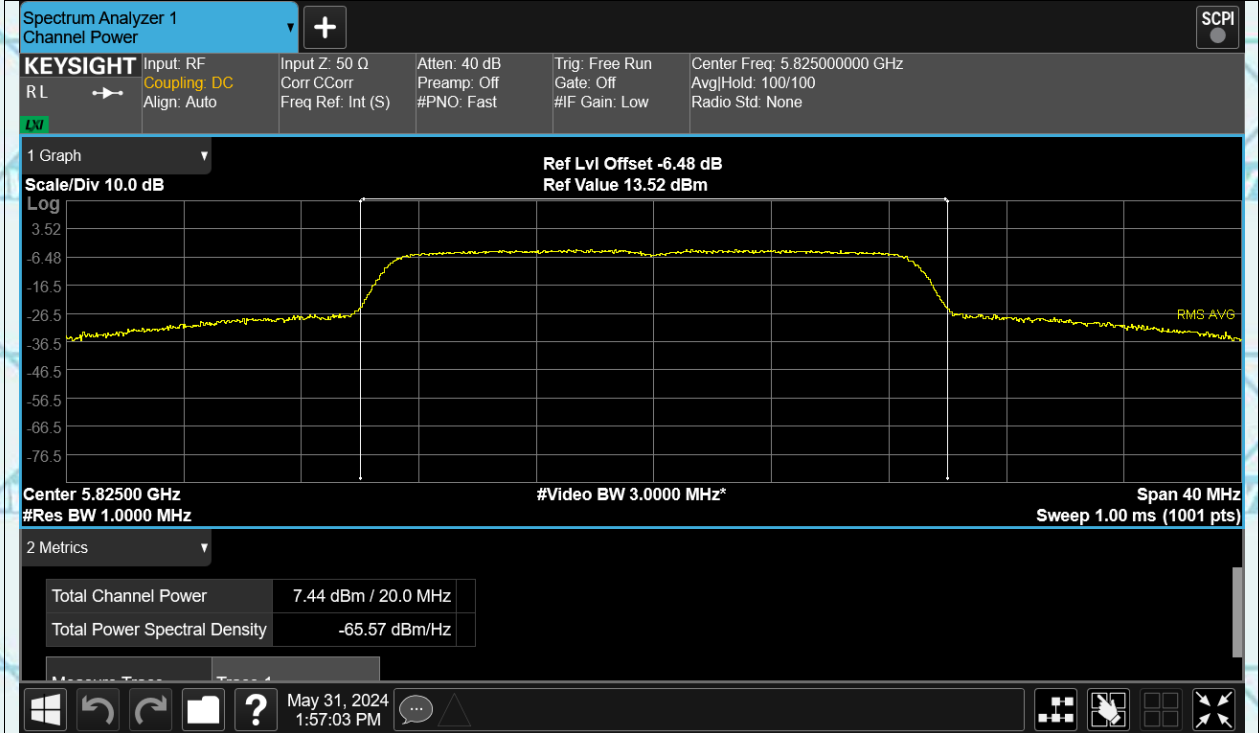 Spectrum Analyzer 1
Channel Power
SCPI
KEYSIGHT
R L
LXI
Input: RF
Coupling: DC
Align: Auto
Input Z: 50 Ω
Corr CCorr
Freq Ref: Int (S)
Atten: 40 dB
Preamp: Off
#PNO: Fast
Trig: Free Run
Gate: Off
#IF Gain: Low
Center Freq: 5.825000000 GHz
Avg|Hold: 100/100
Radio Std: None
1 Graph
Ref Lvl Offset -6.48 dB
Scale/Div 10.0 dB
Ref Value 13.52 dBm
Log
3.52
-6.48
-16.5
-26.5
RMS AVG
-36.5
-46.5
-56.5
-66.5
-76.5
Center 5.82500 GHz
#Video BW 3.0000 MHz*
Span 40 MHz
#Res BW 1.0000 MHz
Sweep 1.00 ms (1001 pts)
2 Metrics
Total Channel Power
7.44 dBm / 20.0 MHz
Total Power Spectral Density
-65.57 dBm/Hz
Measure Trace
Trace 1
?
May 31, 2024
1:57:03 PM